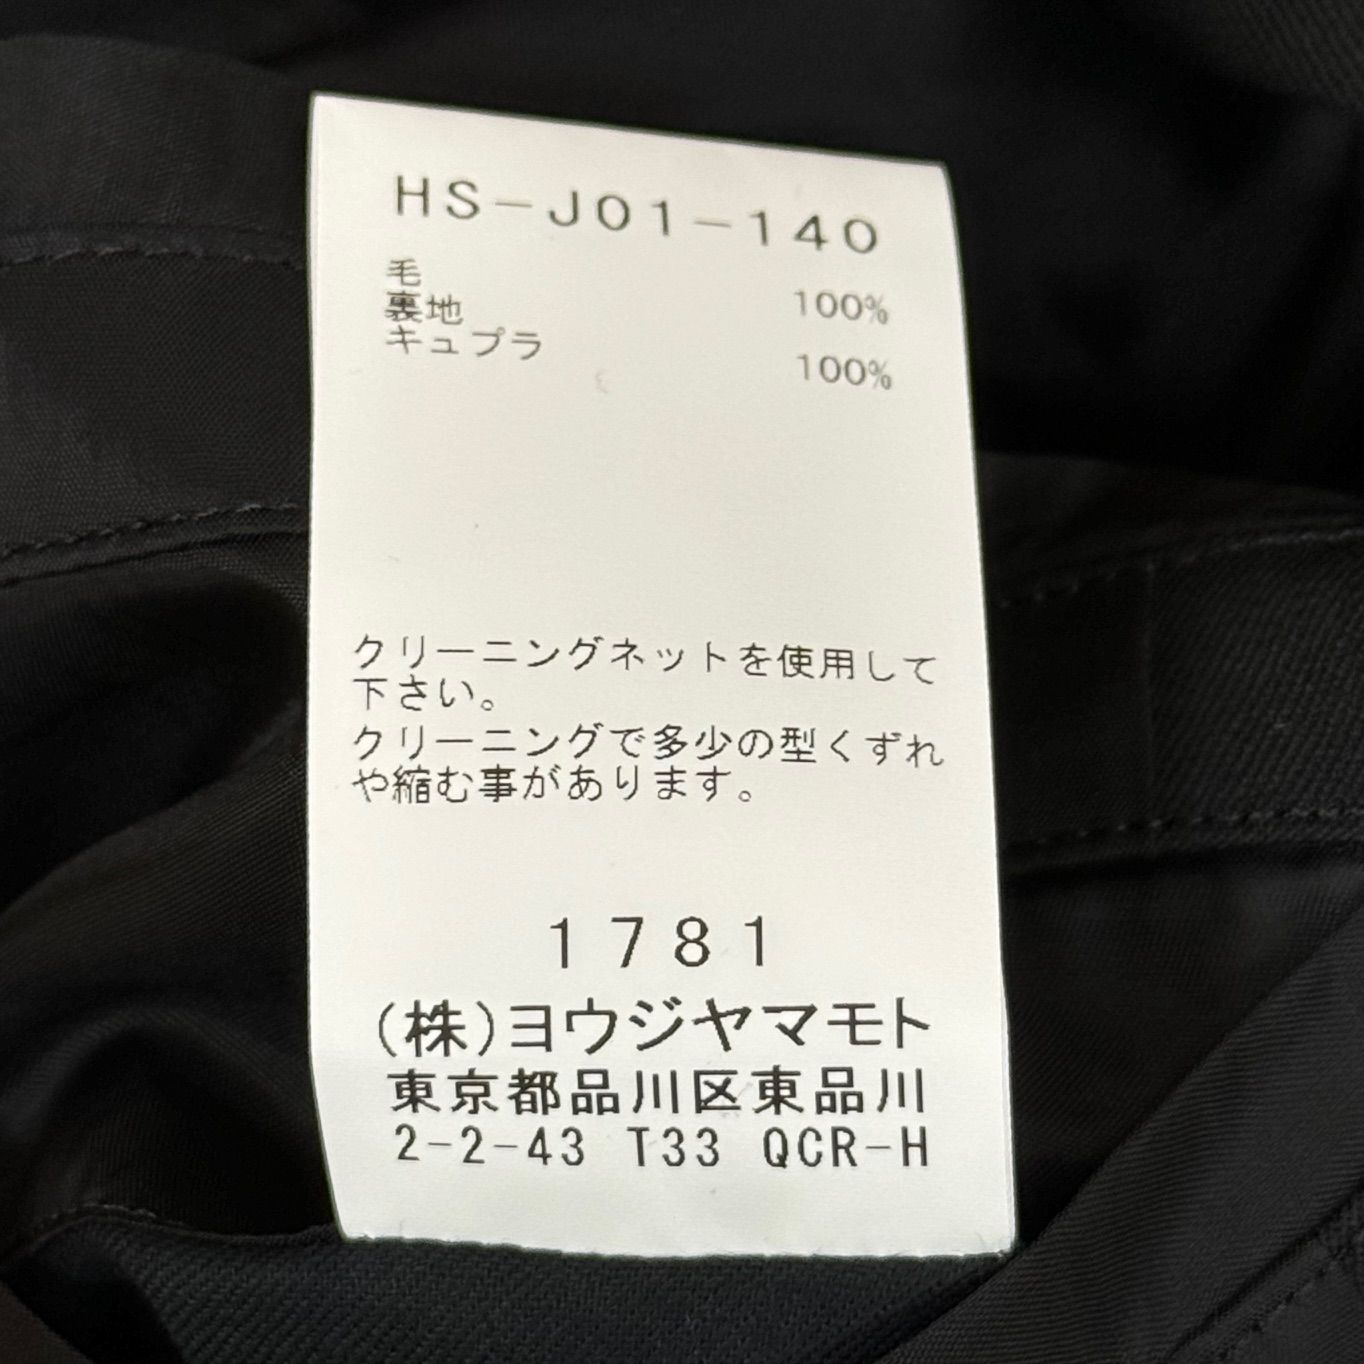 HS-J01-140
毛
100%
裏地
キュプラ
100%
クリーニングネットを使用して
下さい。
クリーニングで多少の型くずれ
や縮む事があります。
1781
(株)ヨウジヤマモト
東京都品川区東品川
2-2-43 T33 QCR-H